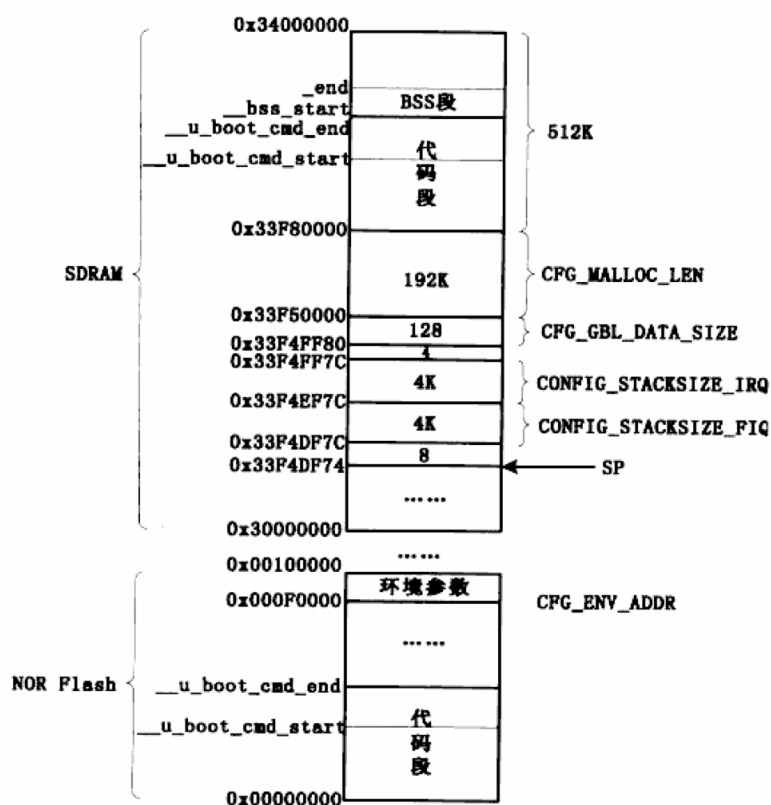 0x34000000
_end
__bss_start
BSS段
__u_boot_cmd_end
512K
__u_boot_cmd_start
代码段
0x33F80000
SDRAM
192K
CFG_MALLOC_LEN
0x33F50000
128
CFG_GBL_DATA_SIZE
0x33F4FF80
4
0x33F4FF7C
4K
CONFIG_STACKSIZE_IRQ
0x33F4EF7C
4K
CONFIG_STACKSIZE_FIQ
0x33F4DF7C
8
0x33F4DF74
SP
……
0x30000000
……
0x00100000
环境参数
0x000F0000
CFG_ENV_ADDR
……
NOR Flash
__u_boot_cmd_end
__u_boot_cmd_start
代码段
0x00000000